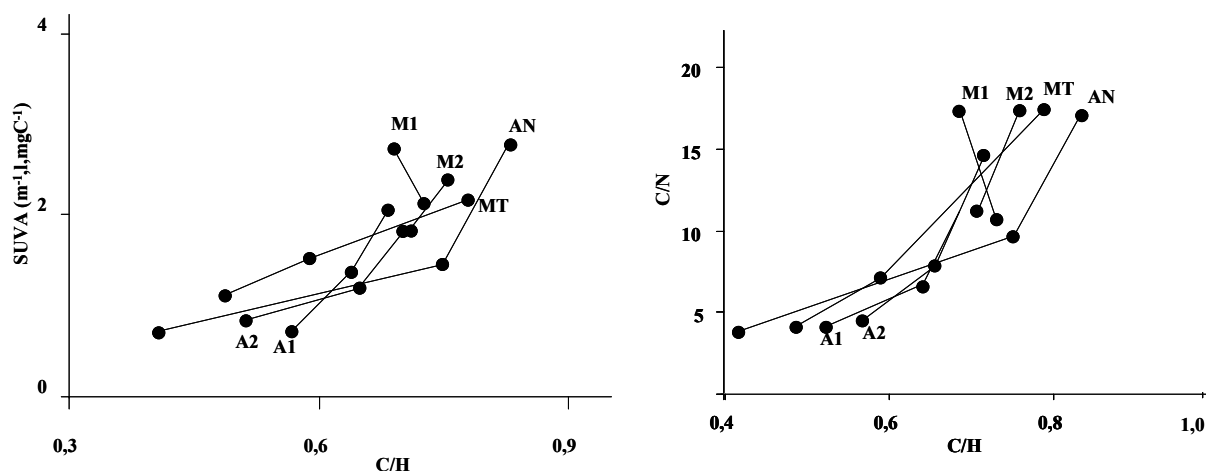 4
SUVA (m⁻¹,l,mgC⁻¹)
2
0
M1
AN
M2
MT
A2
A1
0,3
0,6
0,9
C/H
20
C/N
15
10
5
M1
M2
MT
AN
A1
A2
0,4
0,6
0,8
1,0
C/H